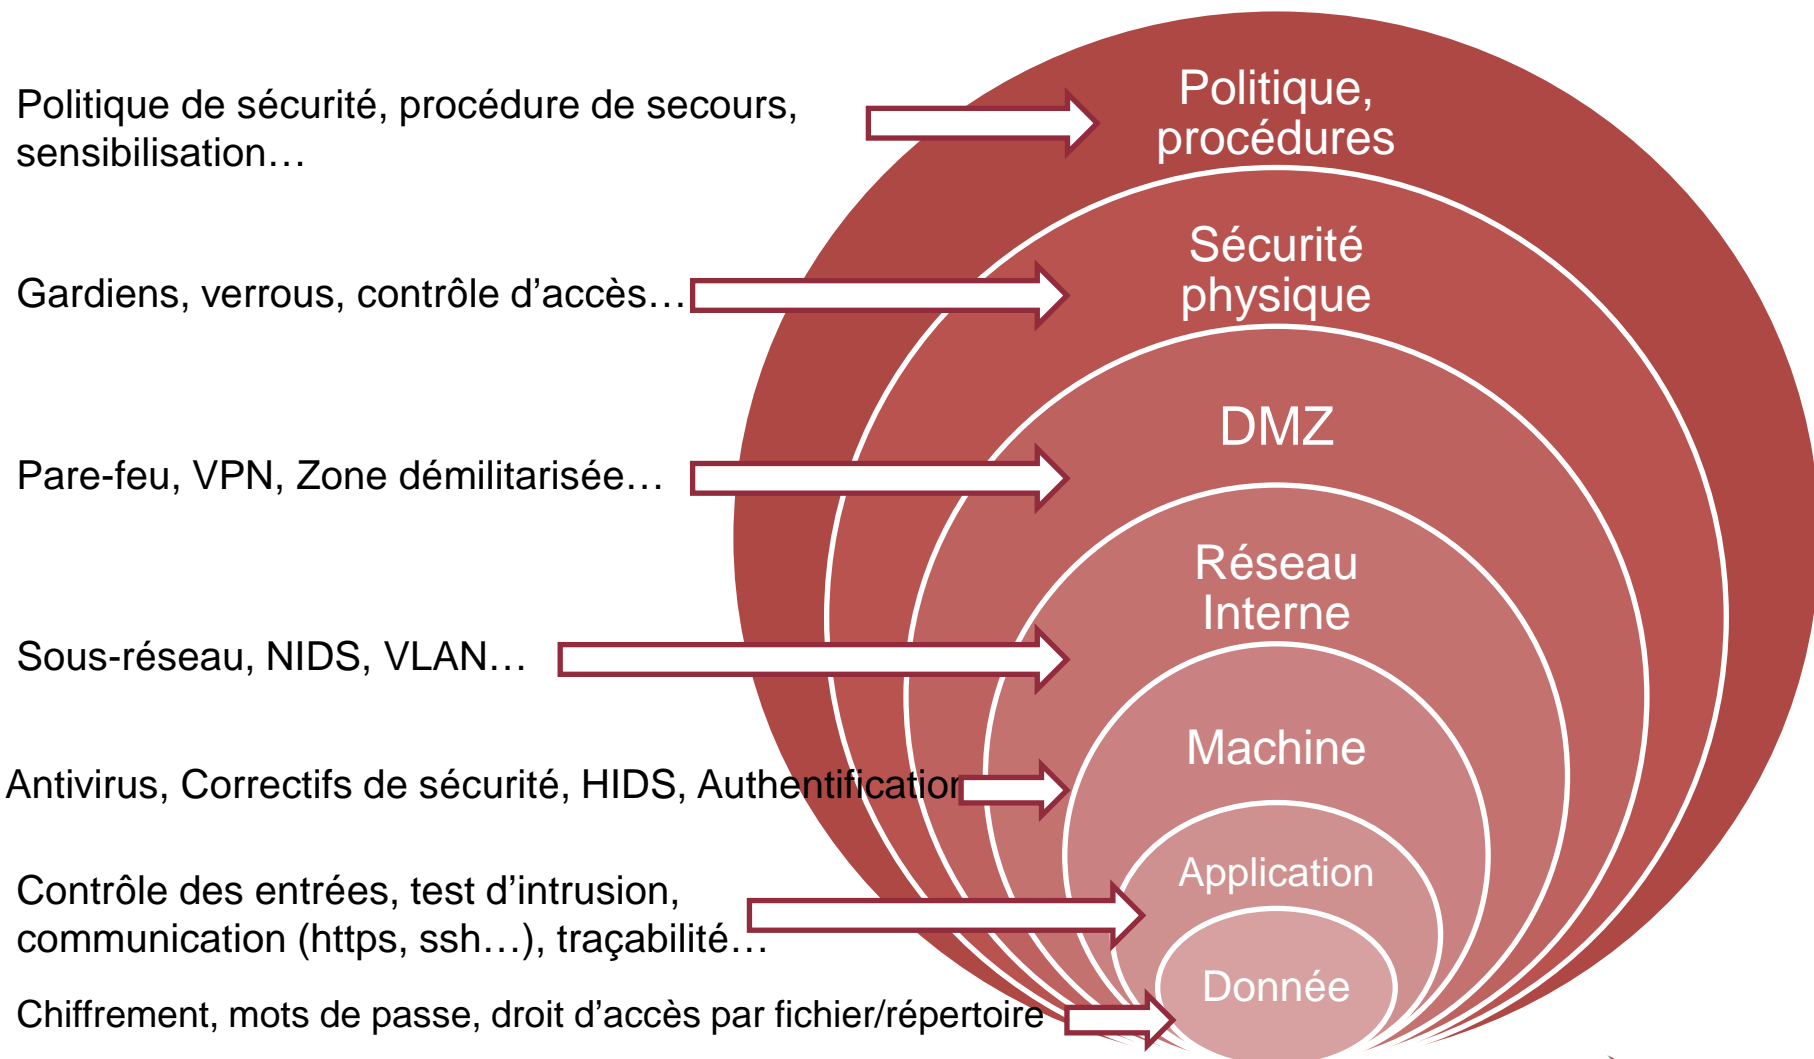 Politique de sécurité, procédure de secours,
sensibilisation…
Politique,
procédures
Gardiens, verrous, contrôle d’accès…
Sécurité
physique
Pare-feu, VPN, Zone démilitarisée…
DMZ
Sous-réseau, NIDS, VLAN…
Réseau
Interne
Antivirus, Correctifs de sécurité, HIDS, Authentification
Machine
Contrôle des entrées, test d’intrusion,
communication (https, ssh…), traçabilité…
Application
Chiffrement, mots de passe, droit d’accès par fichier/répertoire
Donnée